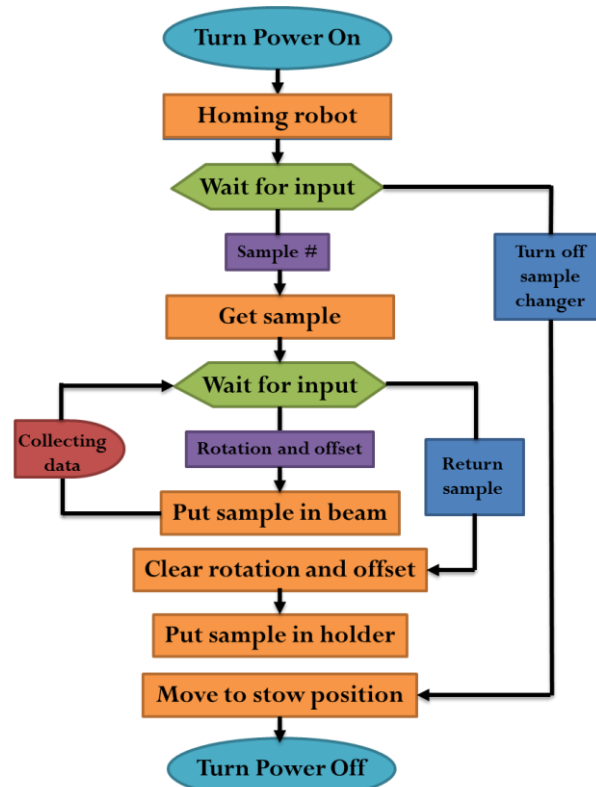 Turn Power On
Homing robot
Wait for input
Sample #
Turn off
sample
changer
Get sample
Wait for input
Collecting
data
Rotation and offset
Return
sample
Put sample in beam
Clear rotation and offset
Put sample in holder
Move to stow position
Turn Power Off